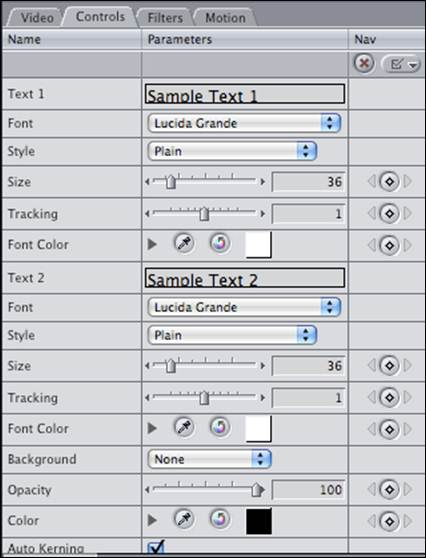 Video Controls Filters Motion
Name Parameters Nav
Text 1 Sample Text 1
Font Lucida Grande
Style Plain
Size 36
Tracking 1
Font Color
Text 2 Sample Text 2
Font Lucida Grande
Style Plain
Size 36
Tracking 1
Font Color
Background None
Opacity 100
Color
Auto Kerning